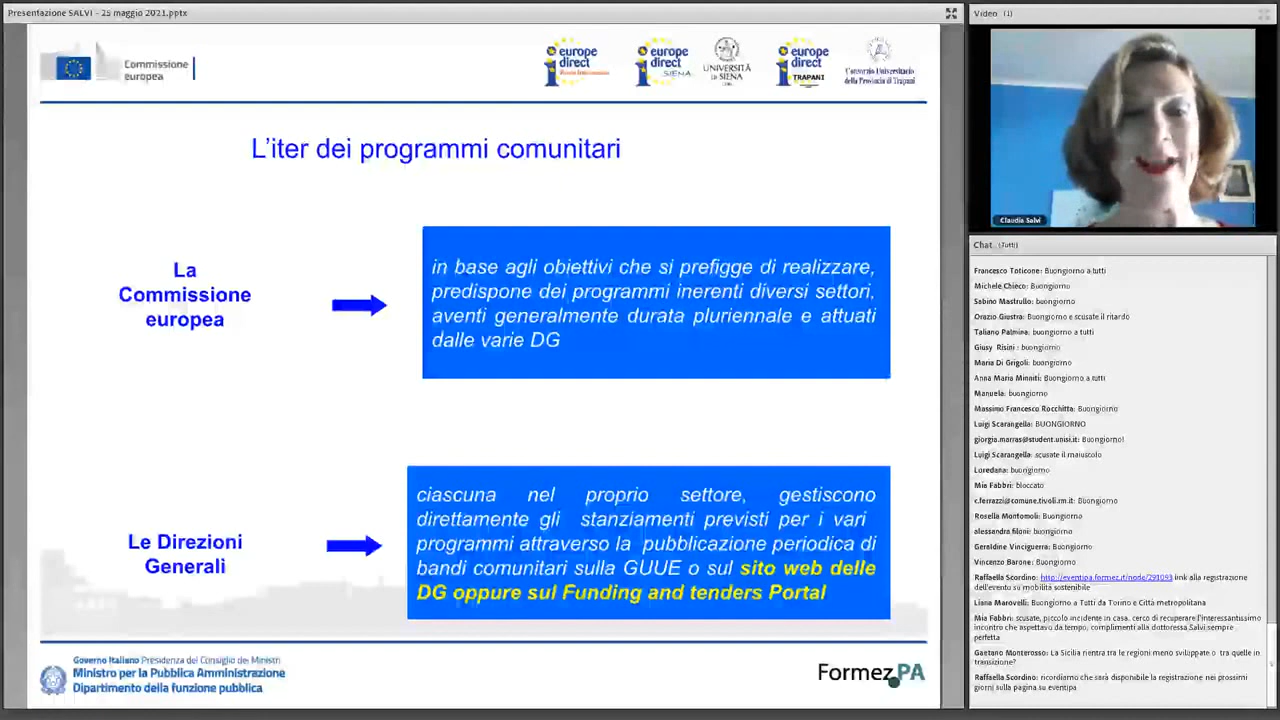 Presentazione SALVI - 25 maggio 2021.pptx
Commissione
europea
europe
direct
europe
direct
SIENA
UNIVERSITÀ
DI SIENA
1240
europe
direct
TRAPANI
Consorzio Universitario
della Provincia di Trapani
L'iter dei programmi comunitari
La
Commissione
europea
in base agli obiettivi che si prefigge di realizzare,
predispone dei programmi inerenti diversi settori,
aventi generalmente durata pluriennale e attuati
dalle varie DG
Le Direzioni
Generali
ciascuna nel proprio settore, gestiscono
direttamente gli stanziamenti previsti per i vari
programmi attraverso la pubblicazione periodica di
bandi comunitari sulla GUUE o sul sito web delle
DG oppure sul Funding and tenders Portal
Governo Italiano Presidenza del Consiglio dei Ministri
Ministro per la Pubblica Amministrazione
Dipartimento della funzione pubblica
Formez PA
Video (1)
Claudia Salvi
Chat (Tutti)
Francesco Toticone: Buongiorno a tutti
Michele Chieco: Buongiorno
Sabino Mastrullo: buongiorno
Orazio Giustra: Buongiorno e scusate il ritardo
Taliano Palmina: buongiorno a tutti
Giusy Risini : buongiorno
Maria Di Grigoli: buongiorno
Anna Maria Minniti: Buongiorno a tutti
Manuela: buongiorno
Massimo Francesco Rocchitta: Buongiorno
Luigi Scarangella: BUONGIORNO
giorgia.marras@student.unisi.it: Buongiorno!
Luigi Scarangella: scusate il maiuscolo
Loredana: buongiorno
Mia Fabbri: bloccato
c.ferrazzi@comune.tivoli.rm.it: Buongiorno
Rosella Montomoli: Buongiorno
alessandra filoni: buongiorno
Geraldine Vinciguerra: Buongiorno
Vincenzo Barone: Buongiorno
Raffaella Scordino: http://eventipa.formez.it/node/291093 link alla registrazione
dell'evento su mobilità sostenibile
Liana Marovelli: Buongiorno a Tutti da Torino e Città metropolitana
Mia Fabbri: scusate, piccolo incidente in casa. cerco di recuperare l'interessantissimo
incontro che aspettavo da tempo, complimenti alla dottoressa Salvi sempre
perfetta
Gaetano Monterosso: La Sicilia rientra tra le regioni meno sviluppate o tra quelle in
transizione?
Raffaella Scordino: ricordiamo che sarà disponibile la registrazione nei prossimi
giorni sulla pagina su eventipa